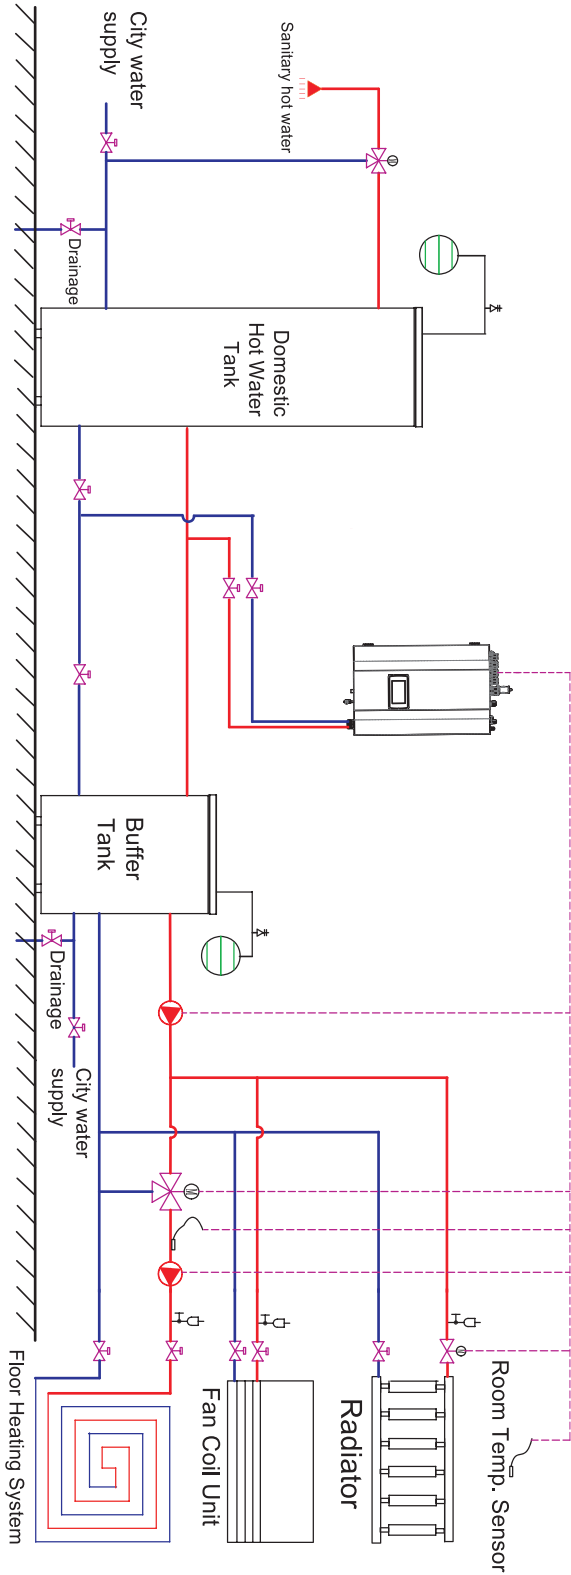 City water
supply
Sanitary hot water
Drainage
Domestic
Hot Water
Tank
Buffer
Tank
Drainage
City water
supply
M
M
M
Floor Heating System
Fan Coil Unit
Radiator
Room Temp. Sensor